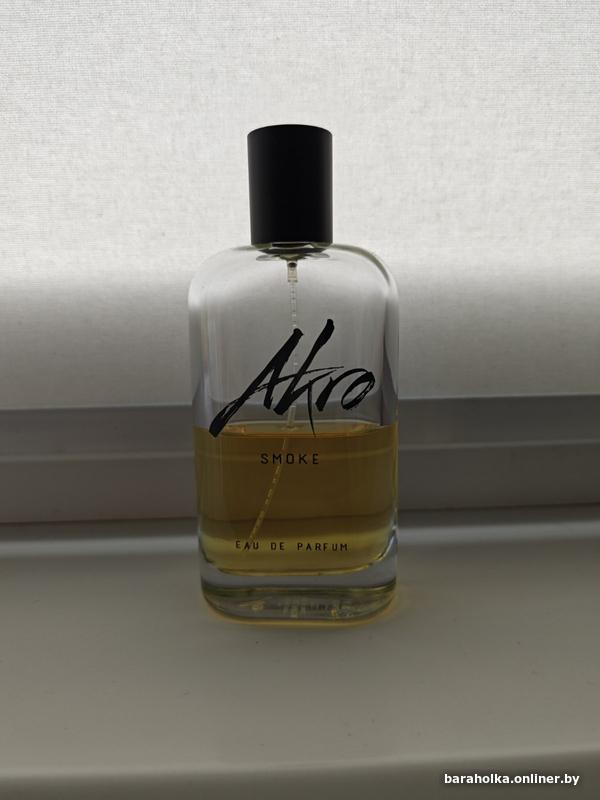 Akro
SMOKE
EAU DE PARFUM
baraholka.onliner.by